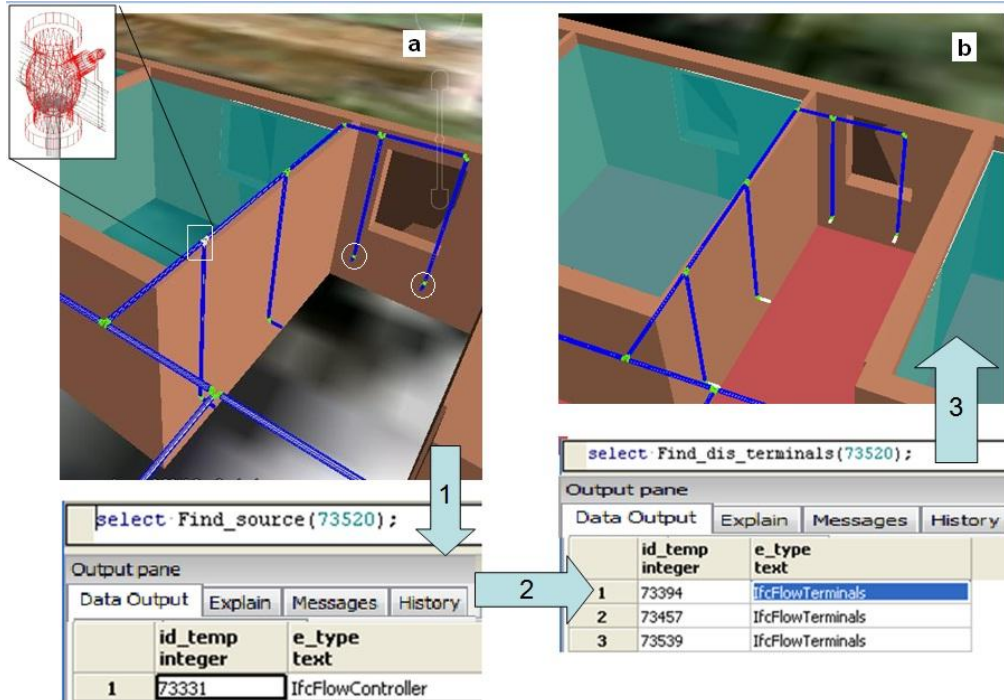 a
b
1
select Find_source(73520);
Output pane
Data Output Explain Messages History
id_temp e_type
integer text
1 73331 IfcFlowController
2
3
select Find_dis_terminals(73520);
Output pane
Data Output Explain Messages History
id_temp e_type
integer text
1 73394 IfcFlowTerminals
2 73457 IfcFlowTerminals
3 73539 IfcFlowTerminals